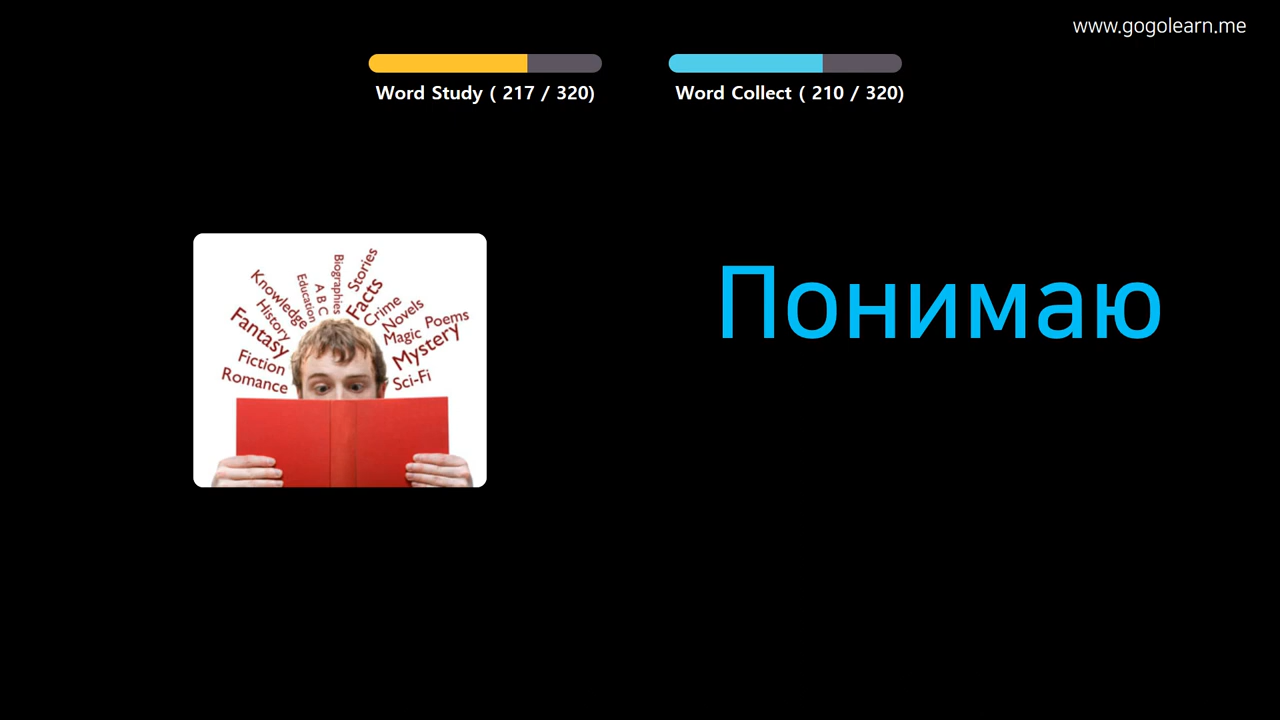 www.gogolearn.me
Word Study ( 217 / 320)
Word Collect ( 210 / 320)
Понимаю
Knowledge
History
Fantasy
Fiction
Romance
Education
A B C
Biographies
Stories
Facts
Crime
Novels
Magic
Poems
Mystery
Sci-Fi